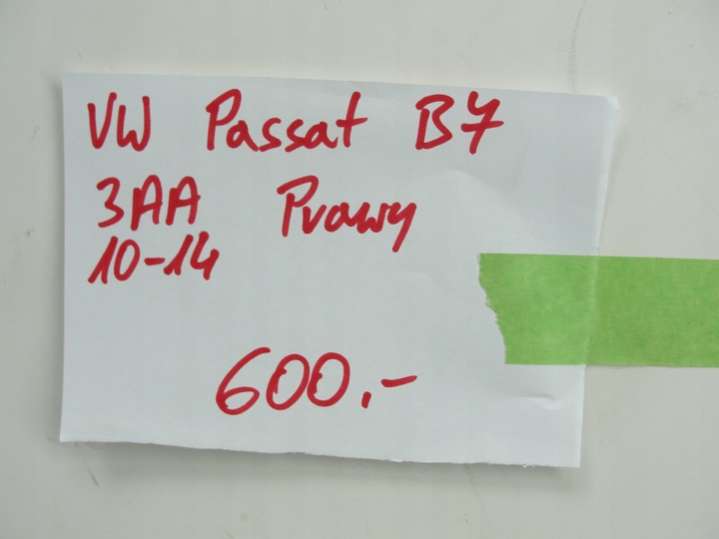 VW Passat B7
3AA Prawy
10-14
600.-